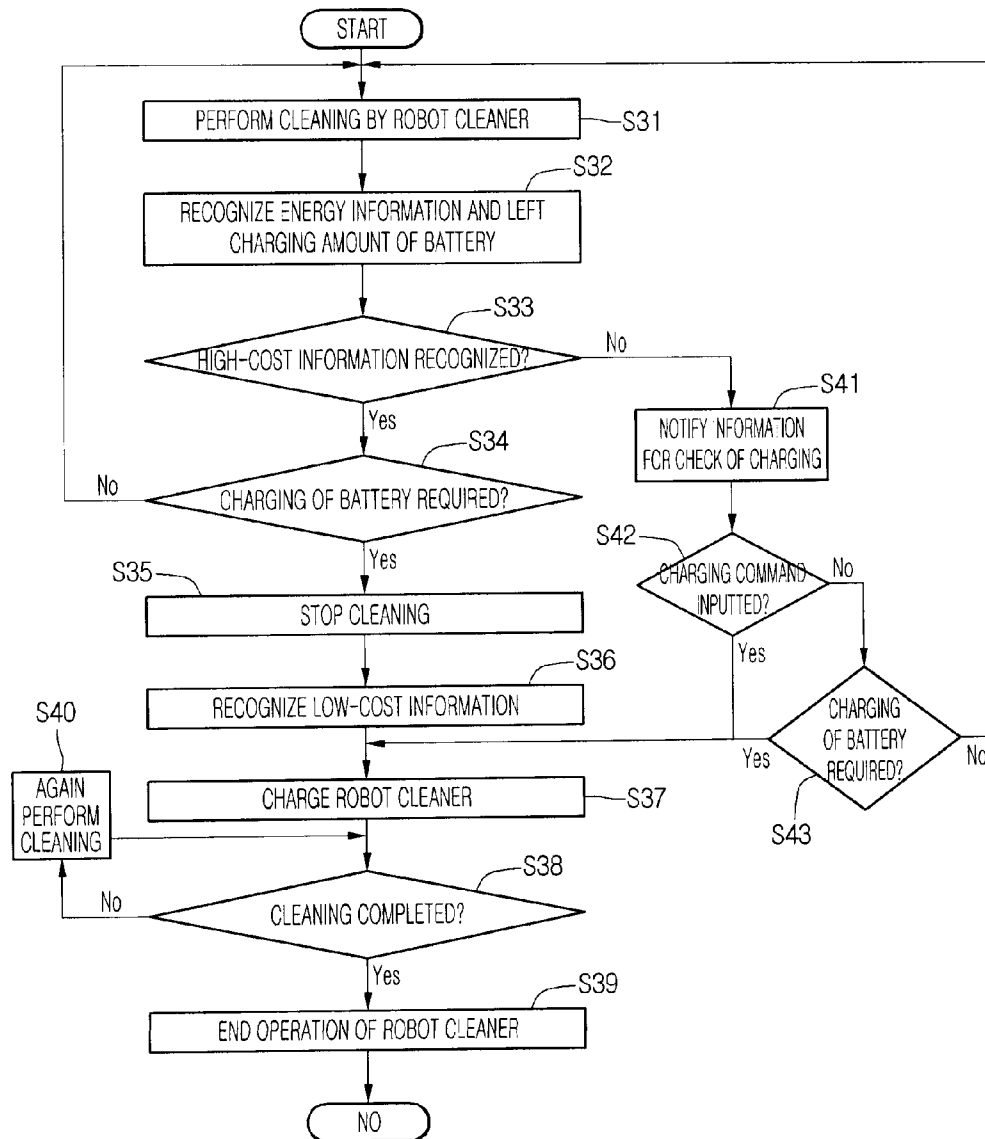 START
PERFORM CLEANING BY ROBOT CLEANER
S31
S32
RECOGNIZE ENERGY INFORMATION AND LEFT
CHARGING AMOUNT OF BATTERY
S33
HIGH-COST INFORMATION RECOGNIZED?
No
Yes
S41
NOTIFY INFORMATION
FOR CHECK OF CHARGING
S34
No
CHARGING OF BATTERY REQUIRED?
Yes
S42
CHARGING COMMAND
INPUTTED?
No
Yes
S35
STOP CLEANING
S36
RECOGNIZE LOW-COST INFORMATION
CHARGING
OF BATTERY
REQUIRED?
Yes
No
S43
S40
AGAIN
PERFORM
CLEANING
CHARGE ROBOT CLEANER
S37
S38
No
CLEANING COMPLETED?
Yes
S39
END OPERATION OF ROBOT CLEANER
NO